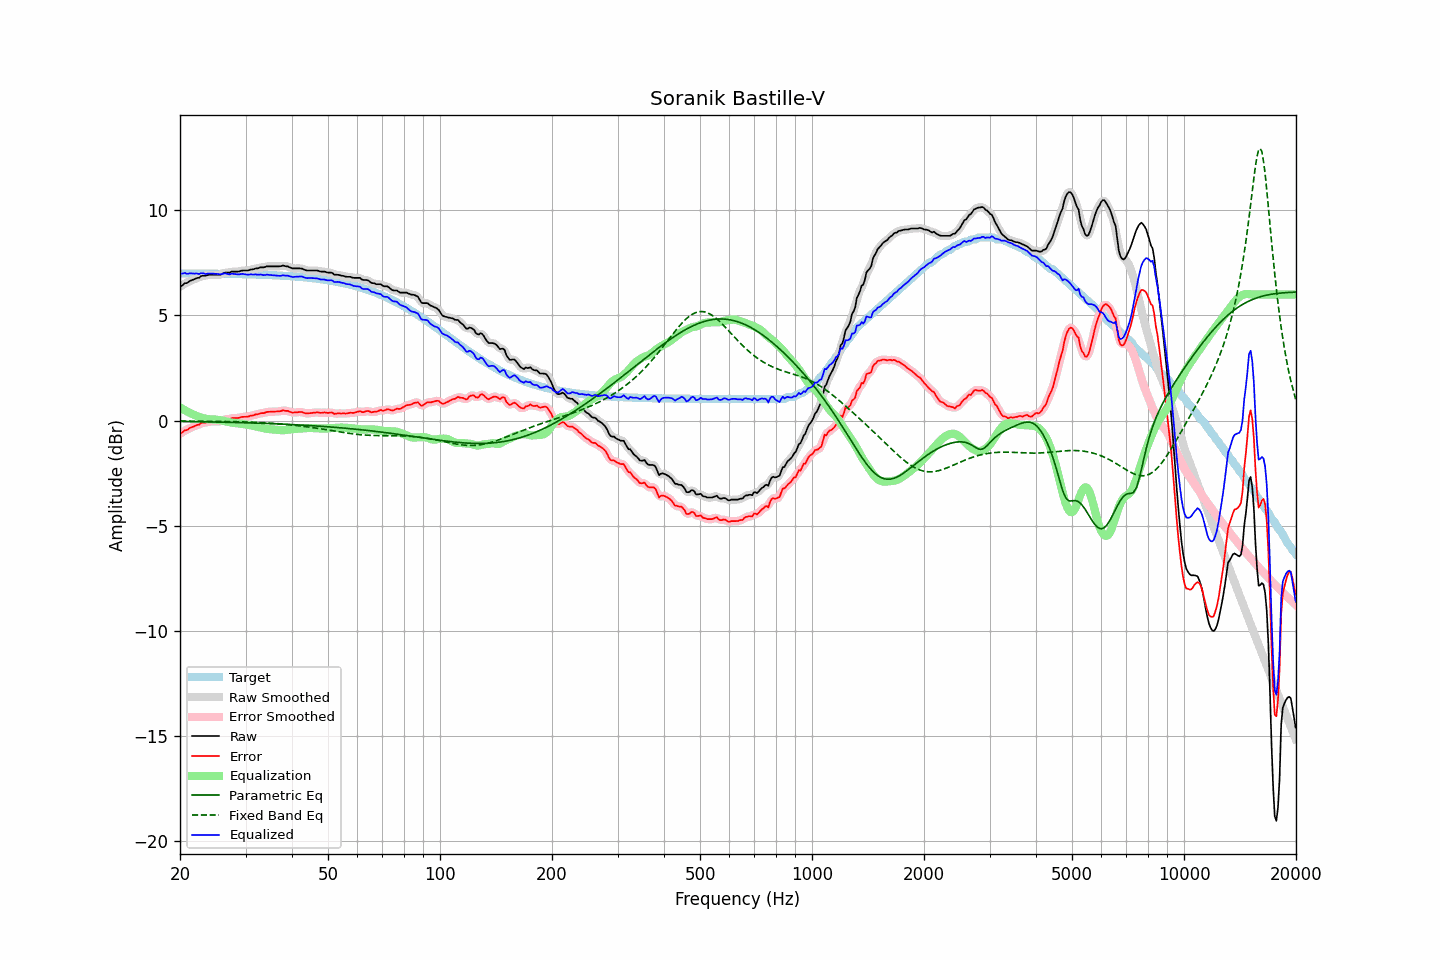 Soranik Bastille-V
Amplitude (dBr)
10
5
0
−5
−10
−15
−20
Target
Raw Smoothed
Error Smoothed
Raw
Error
Equalization
Parametric Eq
Fixed Band Eq
Equalized
20 50 100 200 500 1000 2000 5000 10000 20000
Frequency (Hz)